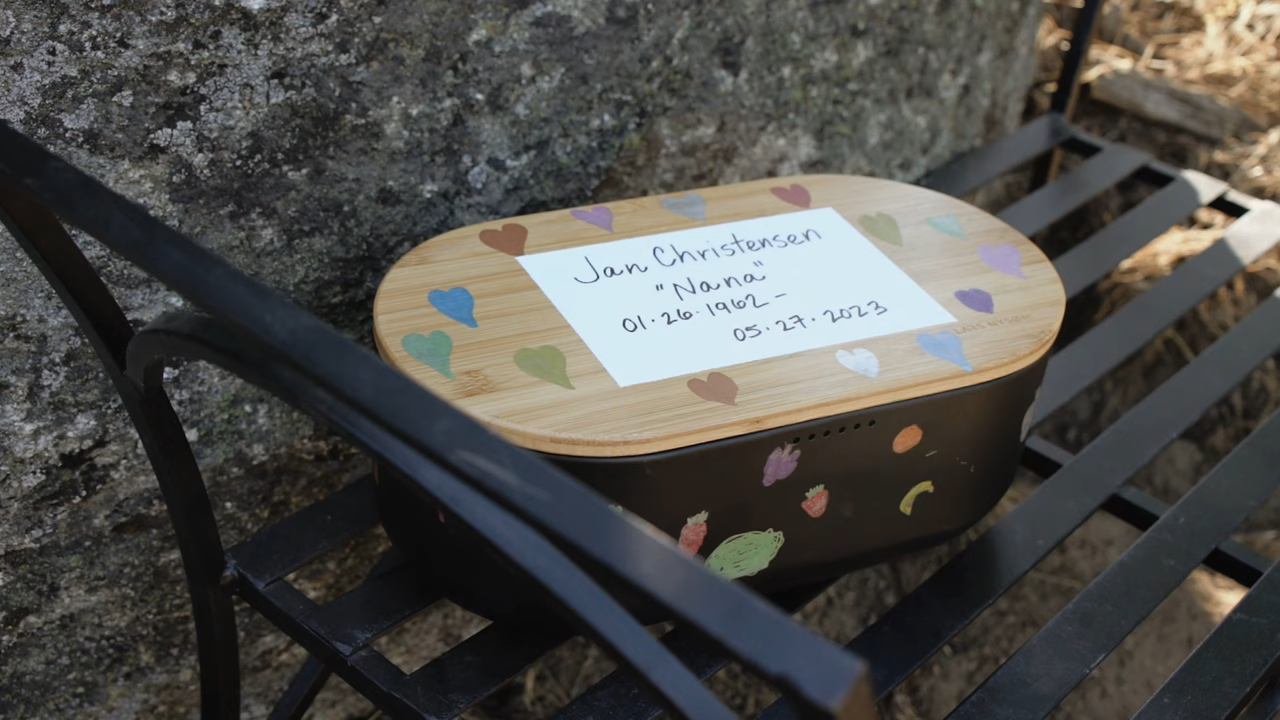 Jan Christensen
"Nana"
01.26.1962 -
05.27.2023